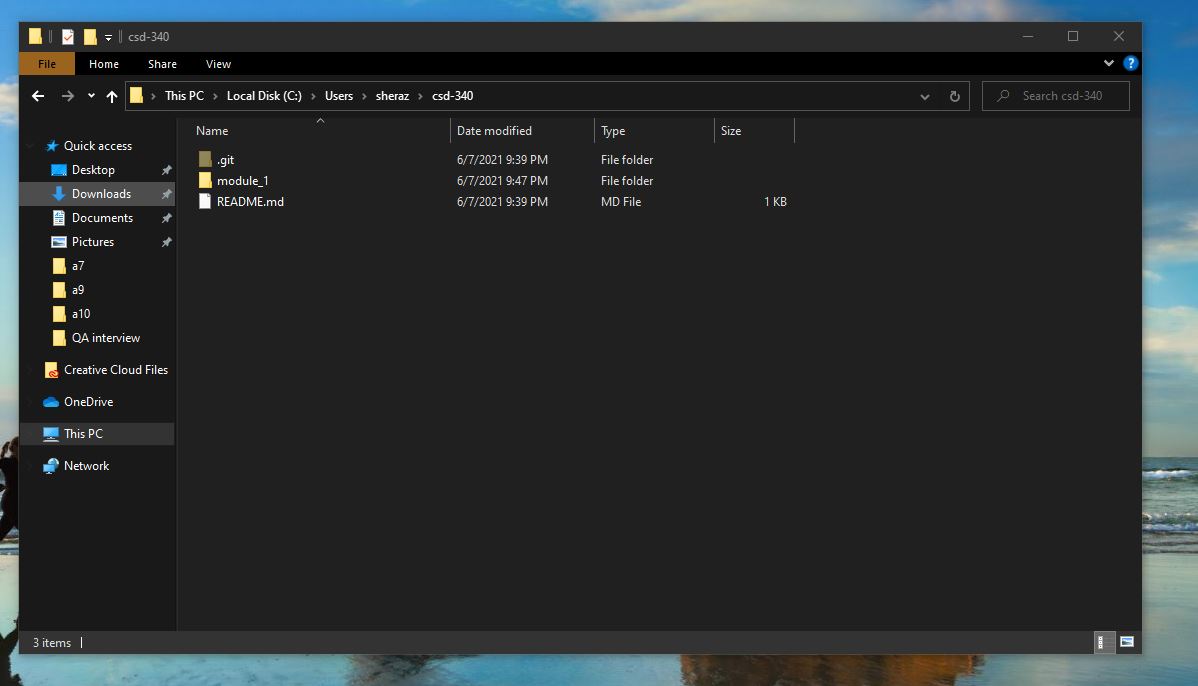 csd-340
File Home Share View
This PC Local Disk (C:) Users sheraz csd-340 Search csd-340
Name Date modified Type Size
Quick access
Desktop
Downloads
Documents
Pictures
a7
a9
a10
QA interview
Creative Cloud Files
OneDrive
This PC
Network
.git 6/7/2021 9:39 PM File folder
module_1 6/7/2021 9:47 PM File folder
README.md 6/7/2021 9:39 PM MD File 1 KB
3 items